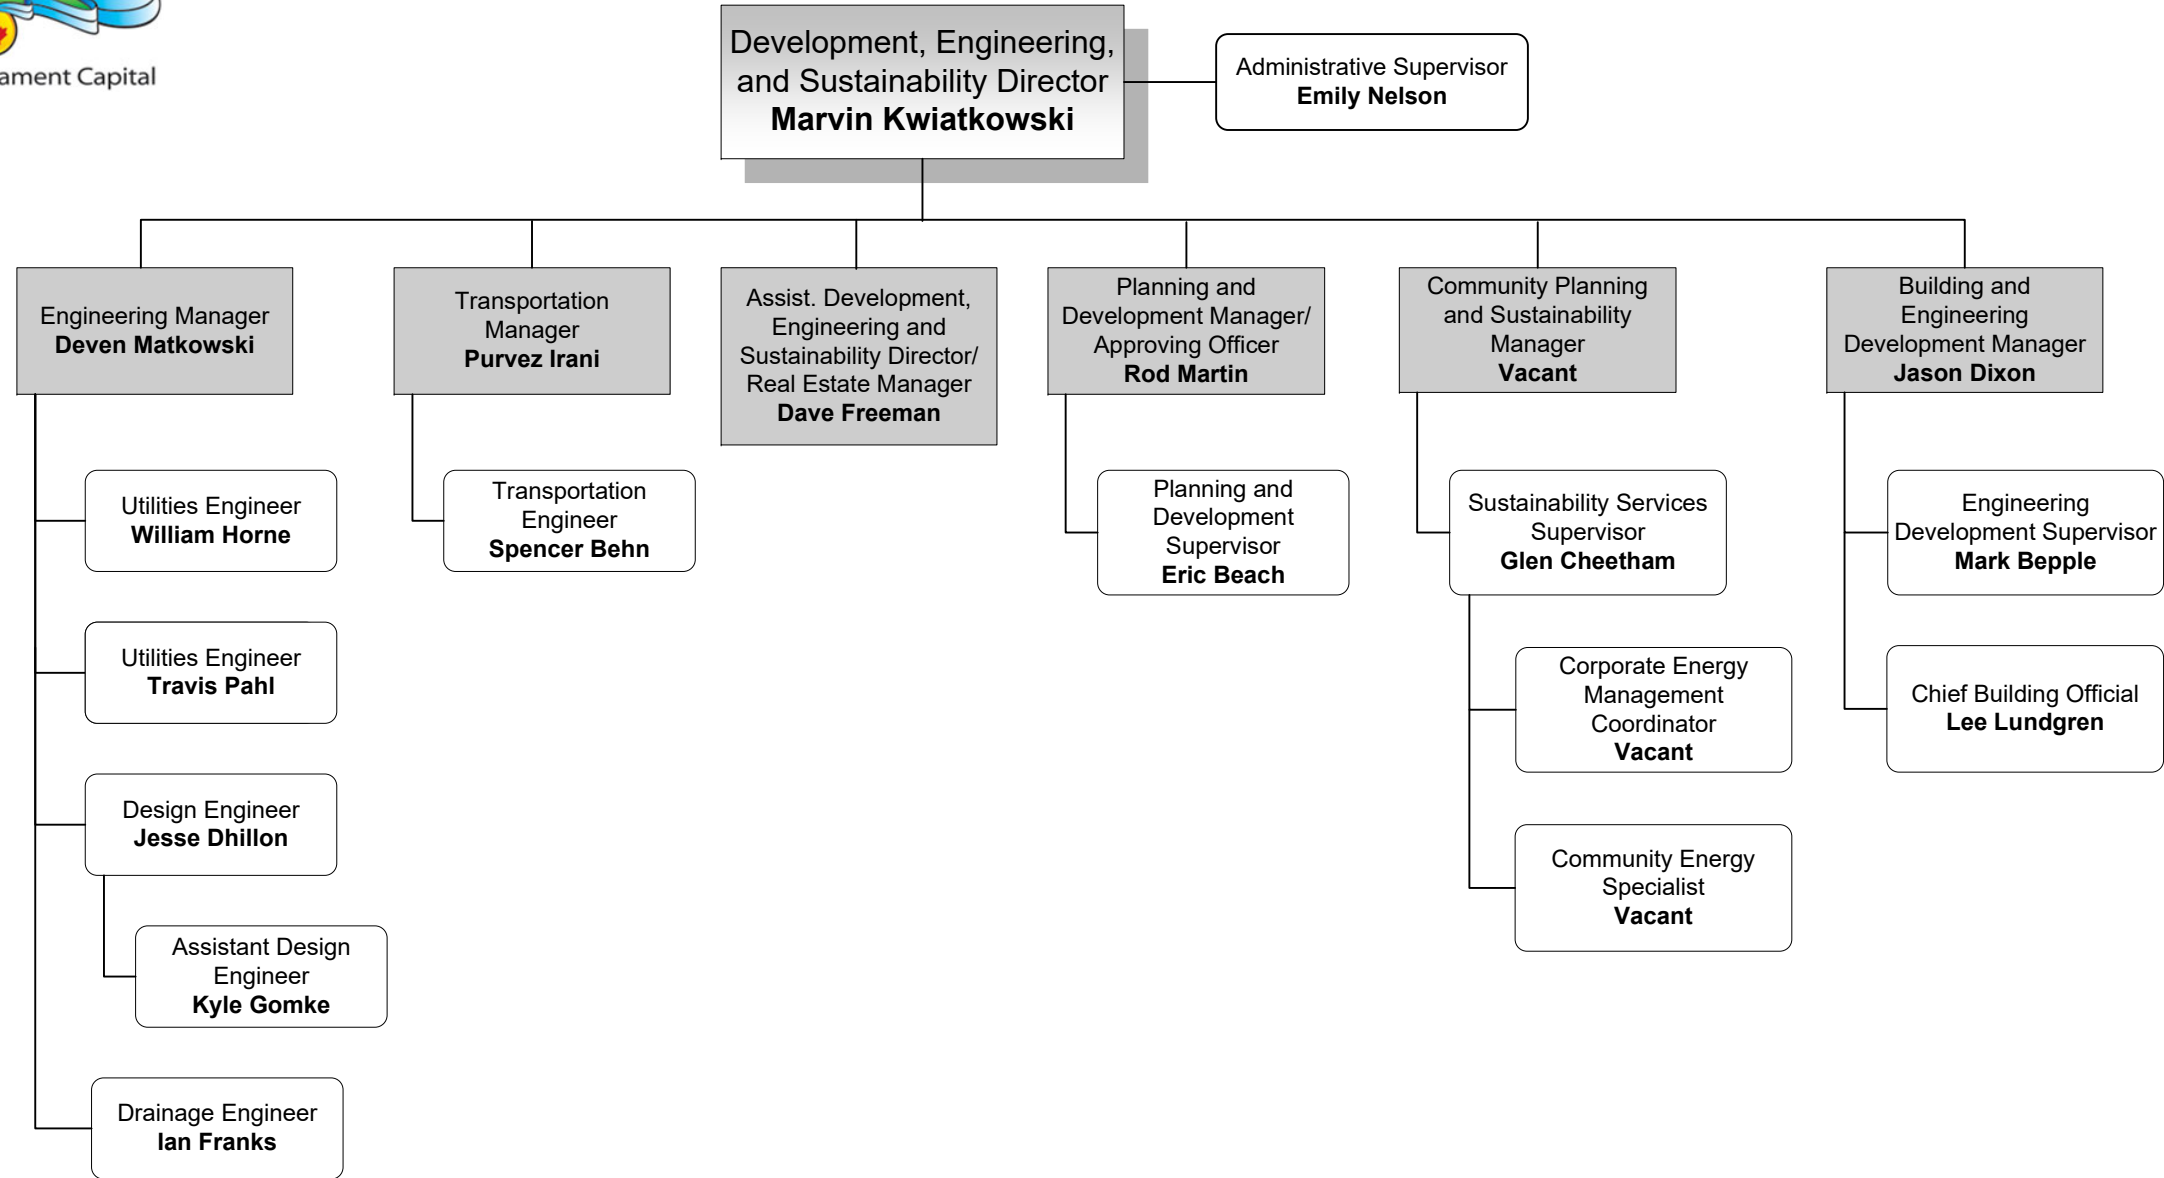 ament Capital
Development, Engineering,
and Sustainability Director
Marvin Kwiatkowski
Administrative Supervisor
Emily Nelson
Engineering Manager
Deven Matkowski
Utilities Engineer
William Horne
Utilities Engineer
Travis Pahl
Design Engineer
Jesse Dhillon
Assistant Design
Engineer
Kyle Gomke
Drainage Engineer
Ian Franks
Transportation
Manager
Purvez Irani
Transportation
Engineer
Spencer Behn
Assist. Development,
Engineering and
Sustainability Director/
Real Estate Manager
Dave Freeman
Planning and
Development Manager/
Approving Officer
Rod Martin
Planning and
Development
Supervisor
Eric Beach
Community Planning
and Sustainability
Manager
Vacant
Sustainability Services
Supervisor
Glen Cheetham
Corporate Energy
Management
Coordinator
Vacant
Community Energy
Specialist
Vacant
Building and
Engineering
Development Manager
Jason Dixon
Engineering
Development Supervisor
Mark Bepple
Chief Building Official
Lee Lundgren